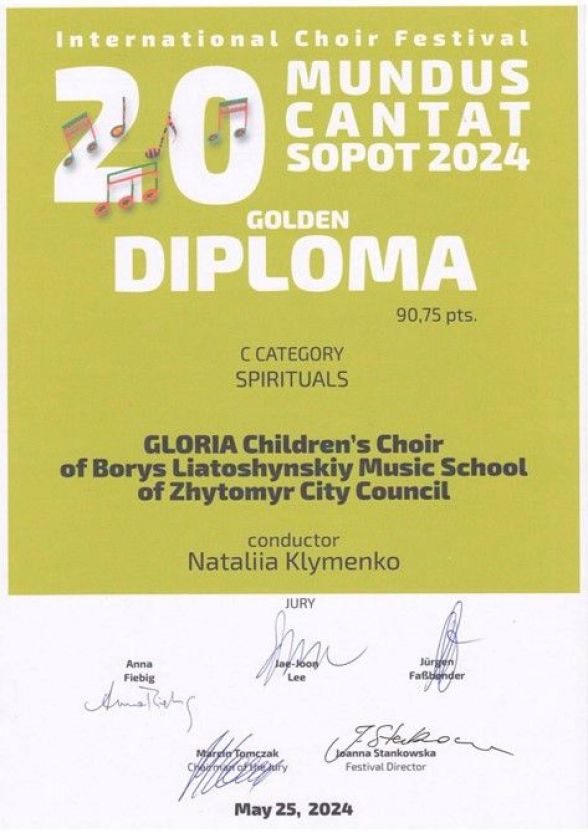 International Choir Festival
20
MUNDUS
CANTAT
SOPOT 2024
GOLDEN
DIPLOMA
90,75 pts.
C CATEGORY
SPIRITUALS
GLORIA Children's Choir
of Borys Liatoshynskiy Music School
of Zhytomyr City Council
conductor
Nataliia Klymenko
JURY
Anna
Fiebig
Jae-Joon
Lee
Jürgen
Faßbender
Marcin Tomczak
Chairman of the Jury
Joanna Stankowska
Festival Director
May 25, 2024